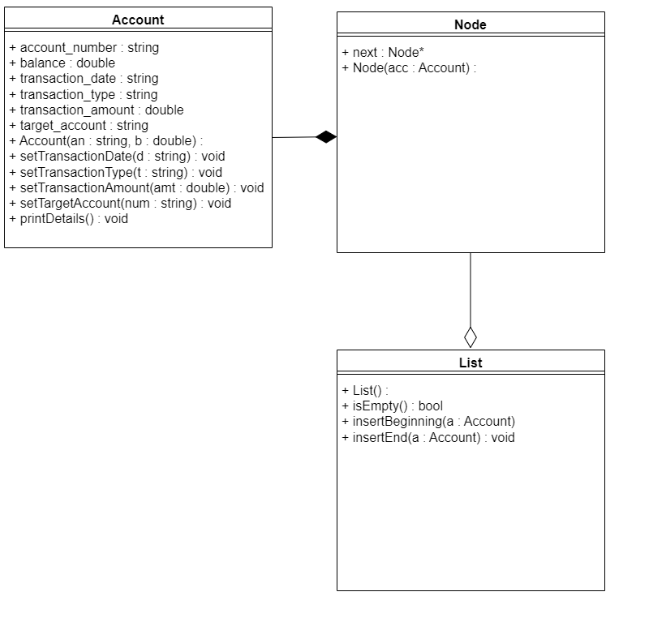 Account
+ account_number : string
+ balance : double
+ transaction_date : string
+ transaction_type : string
+ transaction_amount : double
+ target_account : string
+ Account(an : string, b : double) :
+ setTransactionDate(d : string) : void
+ setTransactionType(t : string) : void
+ setTransactionAmount(amt : double) : void
+ setTargetAccount(num : string) : void
+ printDetails() : void
Node
+ next : Node*
+ Node(acc : Account) :
List
+ List() :
+ isEmpty() : bool
+ insertBeginning(a : Account)
+ insertEnd(a : Account) : void